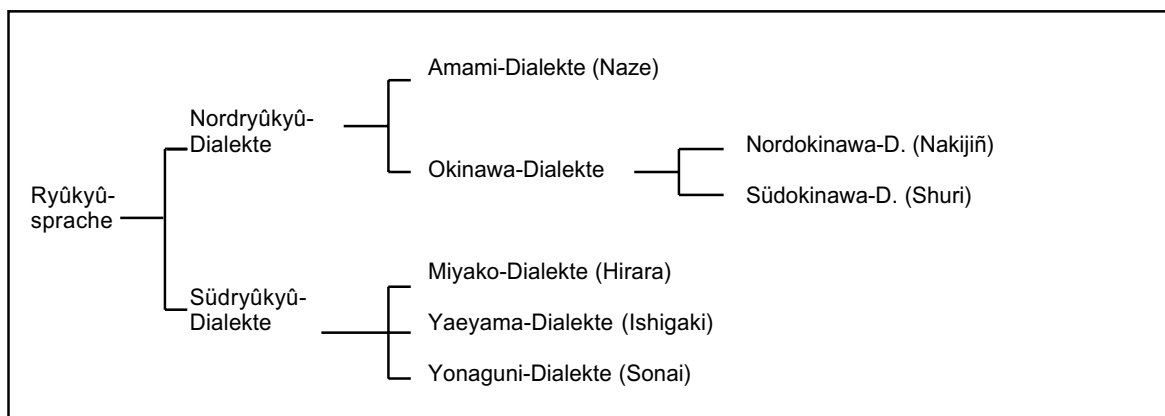 Amami-Dialekte (Naze)
Nordryûkyû-
Dialekte
Nordokinawa-D. (Nakijiñ)
Okinawa-Dialekte
Südokinawa-D. (Shuri)
Ryûkyû-
sprache
Miyako-Dialekte (Hirara)
Südryûkyû-
Dialekte
Yaeyama-Dialekte (Ishigaki)
Yonaguni-Dialekte (Sonai)